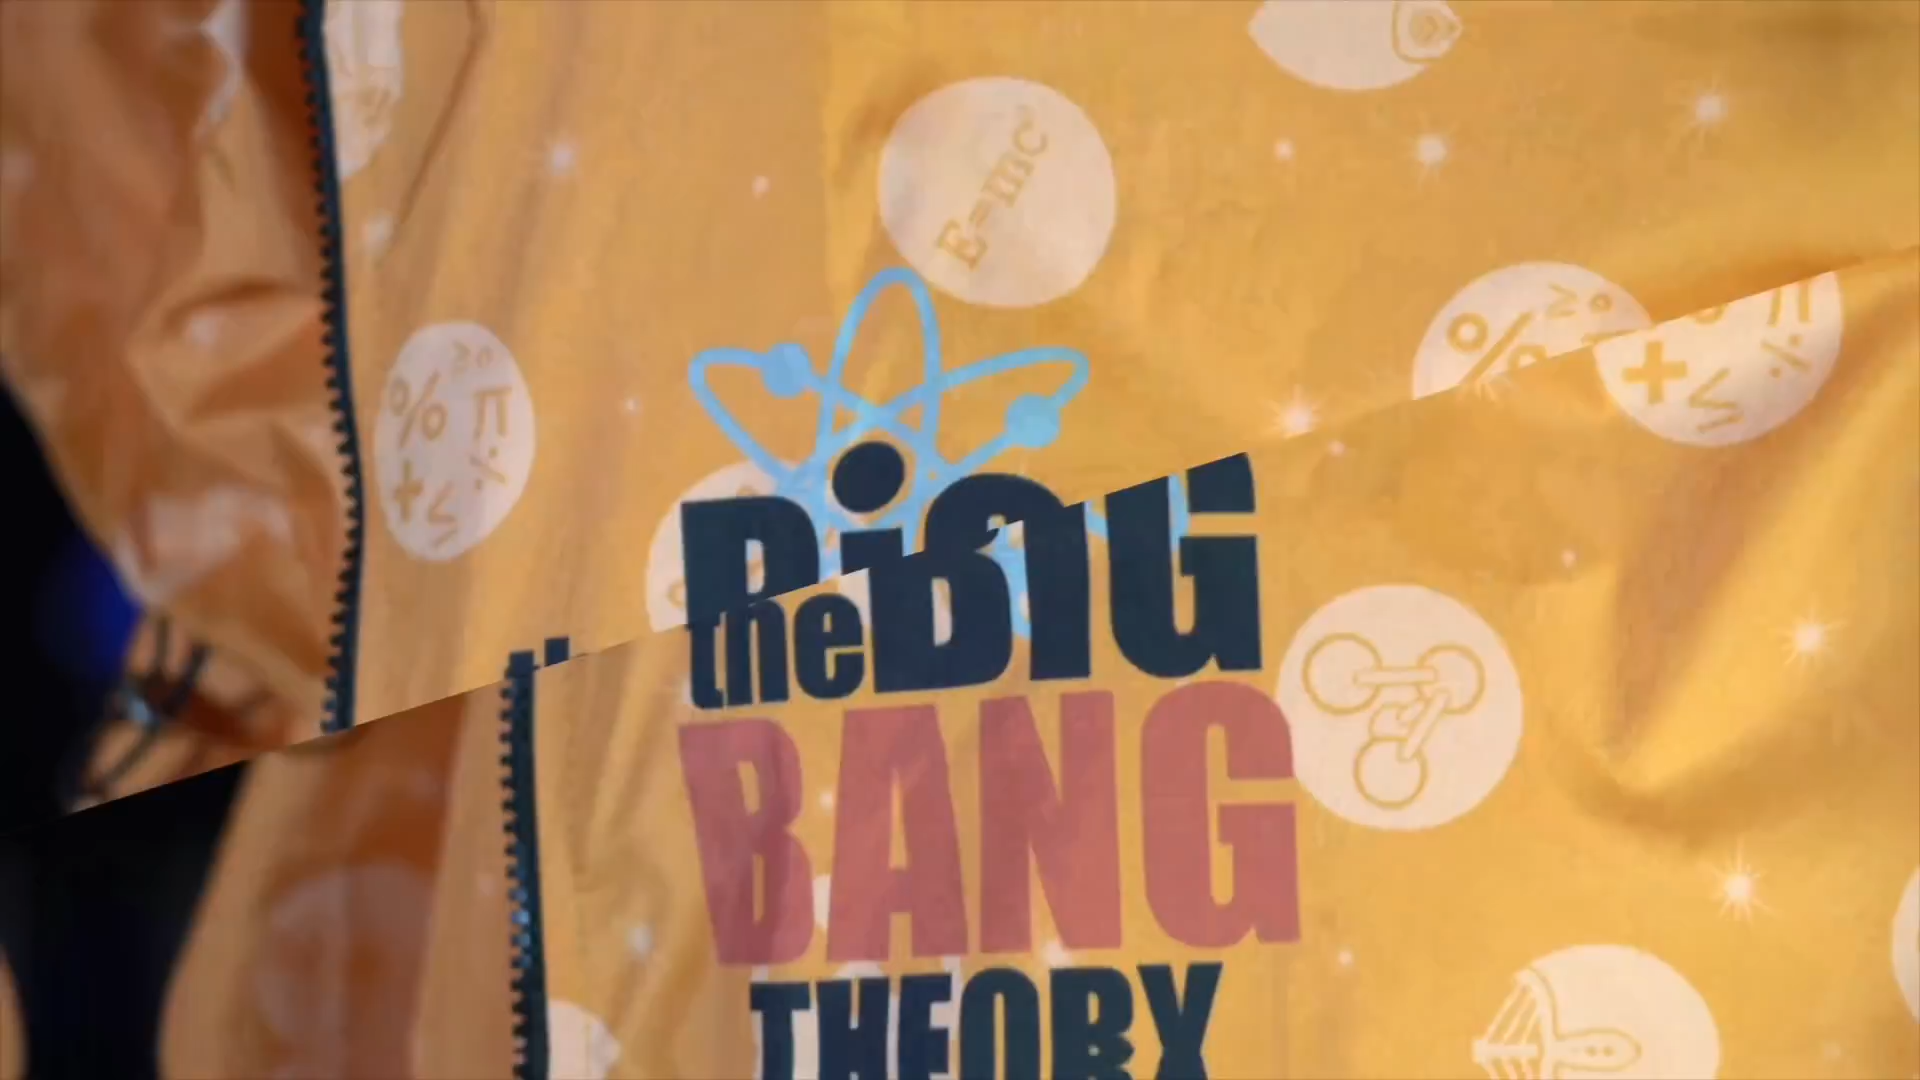 E=mc
% ≥° π
+ ≤ ÷
the BiG
BANG
THEORY